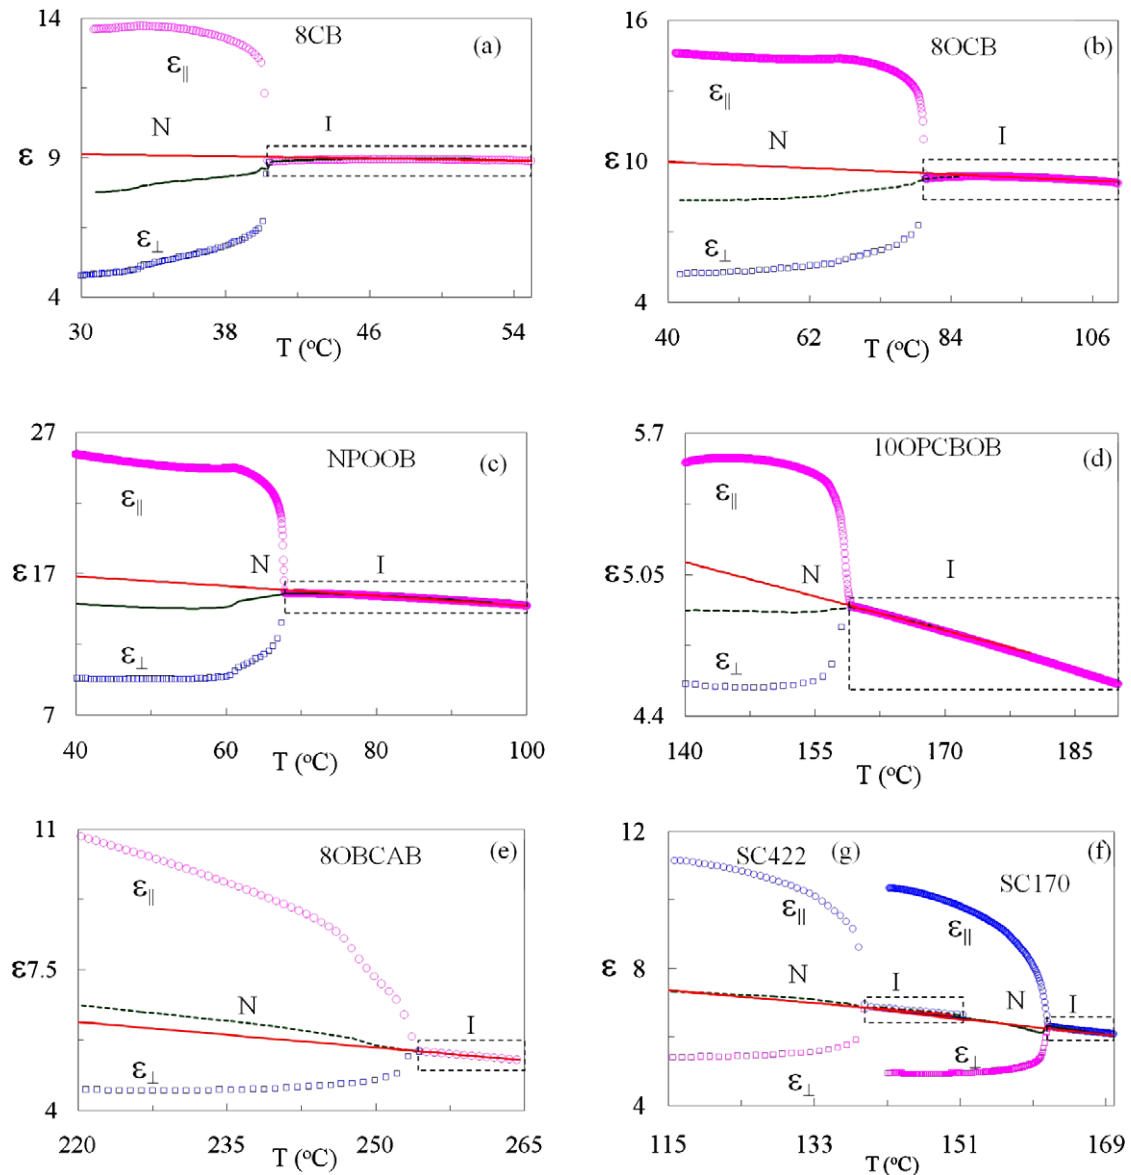 14
8CB
(a)
ε∥
N
I
ε 9
ε⊥
4
30 38 46 54
T (°C)
16
8OCB
(b)
ε∥
N
I
ε 10
ε⊥
4
40 62 84 106
T (°C)
27
NPOOB
(c)
ε∥
N
I
ε 17
ε⊥
7
40 60 80 100
T (°C)
5.7
10OPCBOB
(d)
ε∥
N
I
ε 5.05
ε⊥
4.4
140 155 170 185
T (°C)
11
8OBCAB
(e)
ε∥
ε 7.5
N
I
ε⊥
4
220 235 250 265
T (°C)
12
SC422 (g)
(f)
SC170
ε∥
ε∥
ε 8
N I N I
ε⊥
ε⊥
4
115 133 151 169
T (°C)